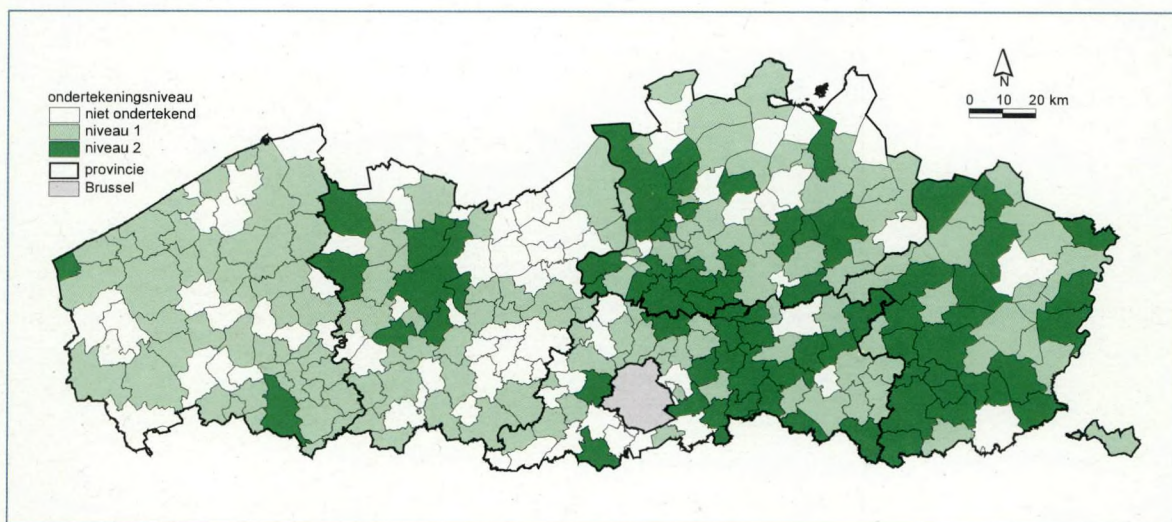 ondertekeningsniveau
niet ondertekend
niveau 1
niveau 2
provincie
Brussel
N
0 10 20 km